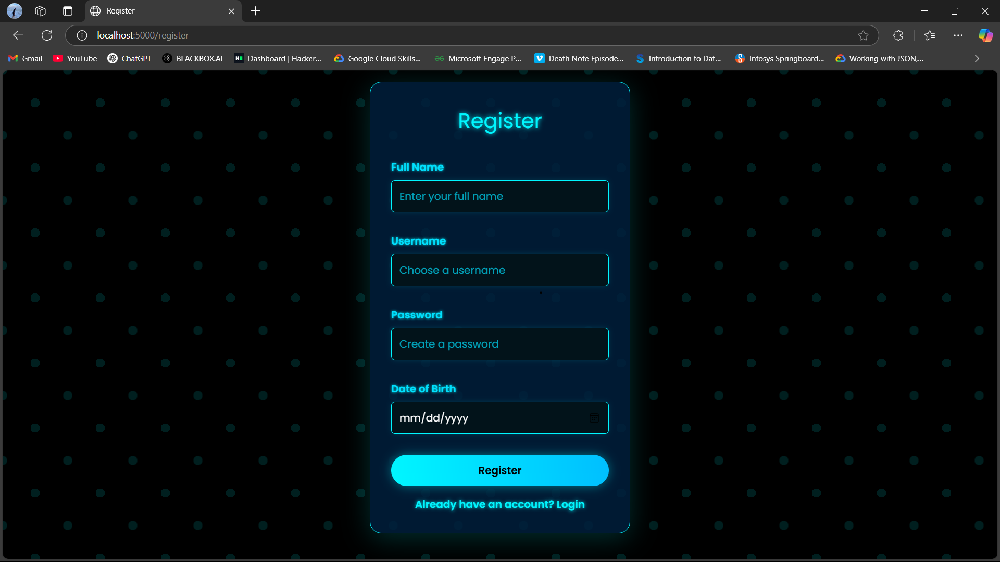 Register
localhost:5000/register
Gmail YouTube ChatGPT BLACKBOX.AI Dashboard | Hacker... Google Cloud Skills... Microsoft Engage P... Death Note Episode... Introduction to Dat... Infosys Springboard... Working with JSON,...
Register
Full Name
Enter your full name
Username
Choose a username
Password
Create a password
Date of Birth
mm/dd/yyyy
Register
Already have an account? Login